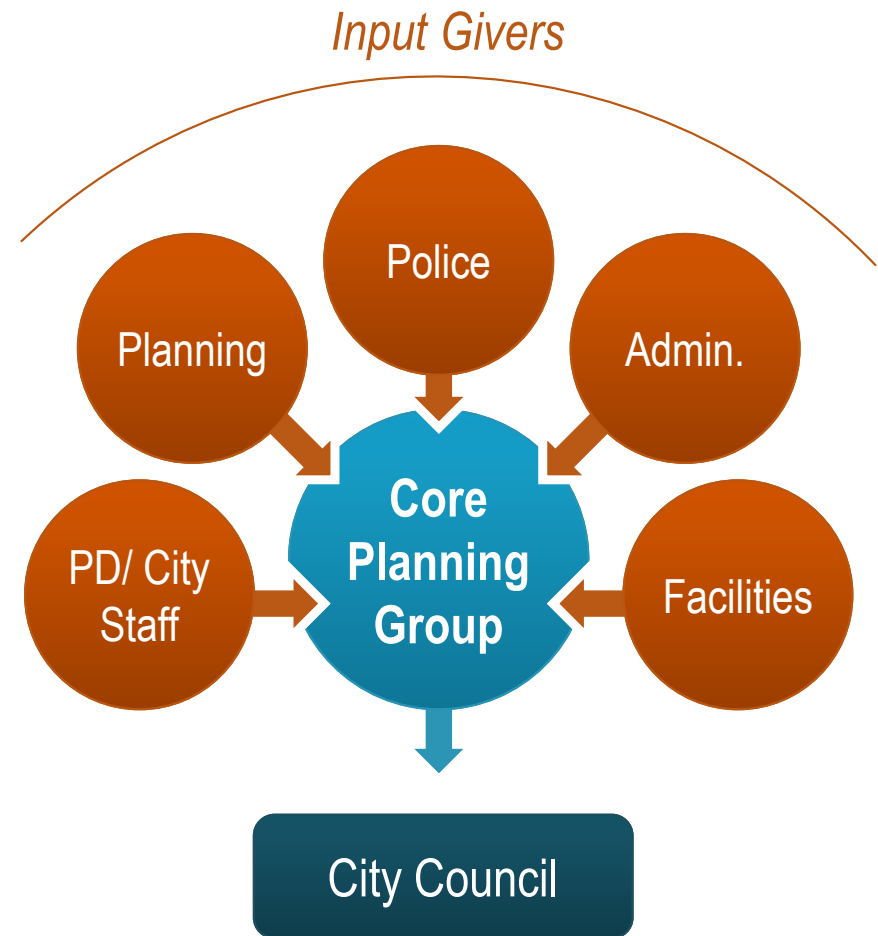 Input Givers
Police
Planning
Admin.
Core
Planning
Group
PD/ City
Staff
Facilities
City Council